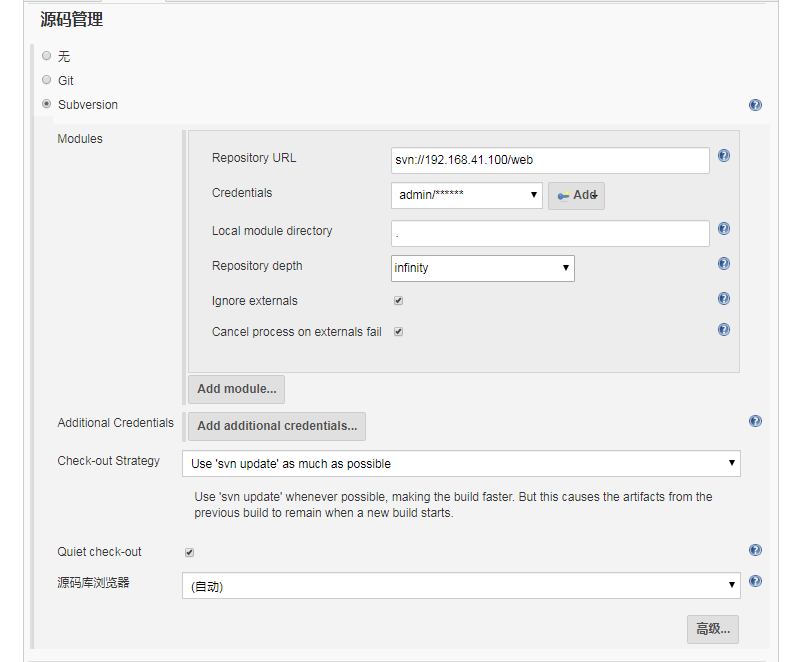 源码管理
无
Git
Subversion
Modules
Repository URL
svn://192.168.41.100/web
Credentials
admin/******
Add
Local module directory
.
Repository depth
infinity
Ignore externals
Cancel process on externals fail
Add module...
Additional Credentials
Add additional credentials...
Check-out Strategy
Use 'svn update' as much as possible
Use 'svn update' whenever possible, making the build faster. But this causes the artifacts from the
previous build to remain when a new build starts.
Quiet check-out
源码库浏览器
(自动)
高级...